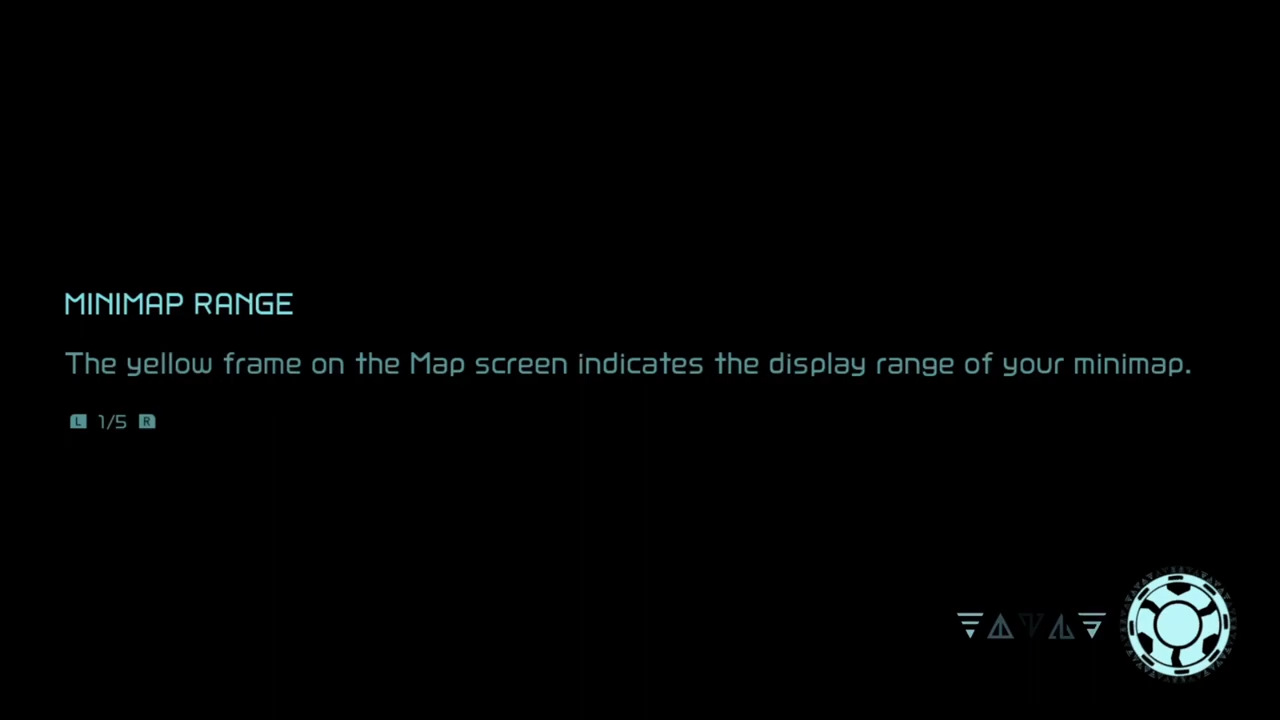 MINIMAP RANGE
The yellow frame on the Map screen indicates the display range of your minimap.
L 1/5 R